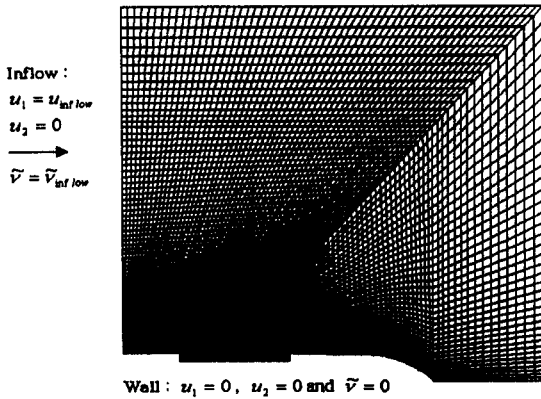 Inflow :
u₁ = u_inflow
u₂ = 0
ν̃ = ν̃_inflow
Wall : u₁ = 0 , u₂ = 0 and ν̃ = 0